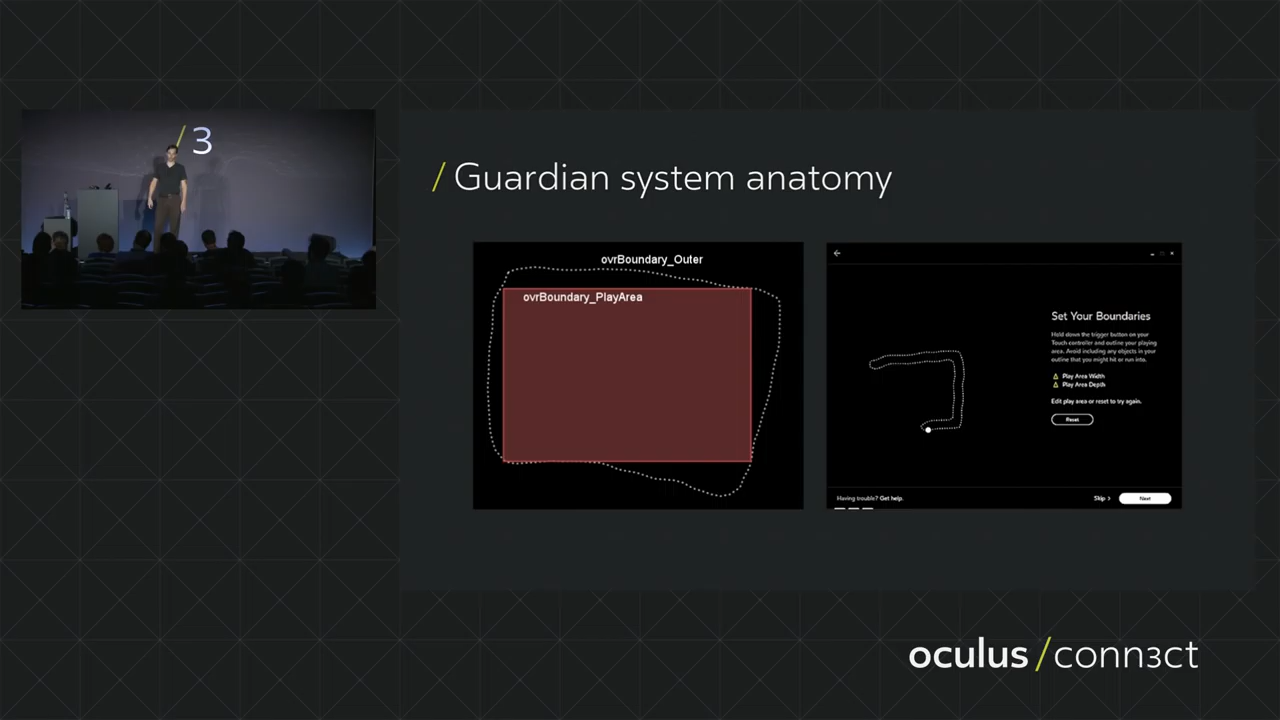 / 3
/ Guardian system anatomy
ovrBoundary_Outer
ovrBoundary_PlayArea
Set Your Boundaries
Hold down the trigger button on your
Touch controller and outline your playing
area. Avoid including any objects in your
outline that you might hit or run into.
Play Area Width
Play Area Depth
Edit play area or reset to try again.
Reset
Having trouble? Get help.
Skip >
Next
oculus /conn3ct